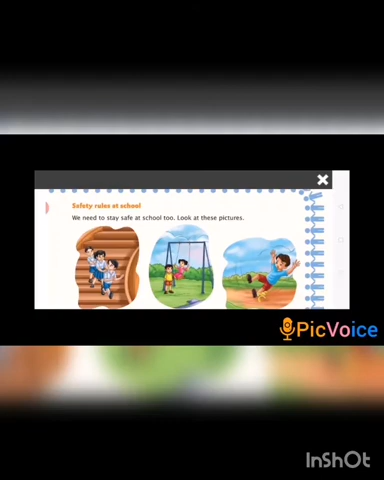 Safety rules at school
We need to stay safe at school too. Look at these pictures.
PicVoice
InShOt